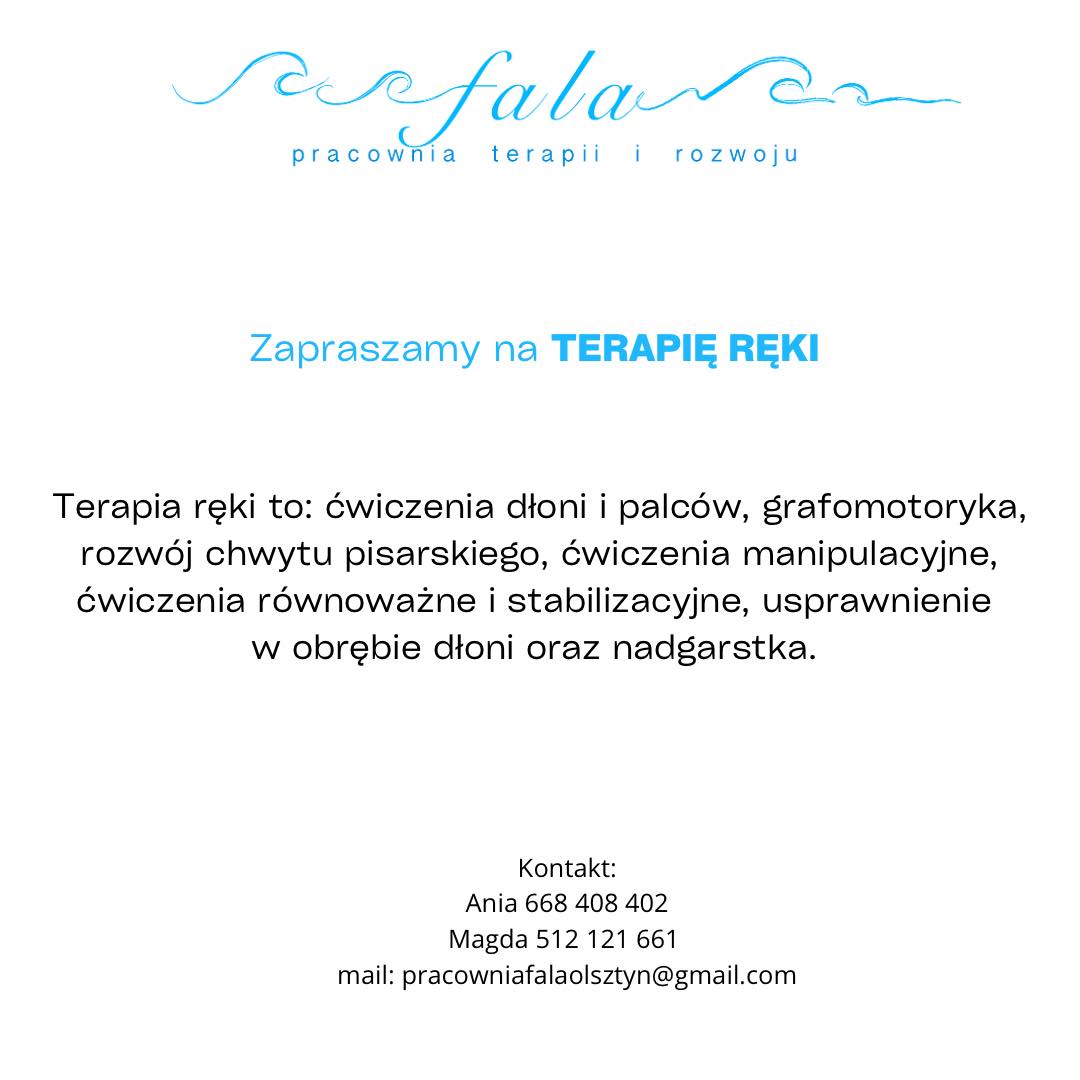 fala
pracownia terapii i rozwoju
Zapraszamy na TERAPIĘ RĘKI
Terapia ręki to: ćwiczenia dłoni i palców, grafomotoryka,
rozwój chwytu pisarskiego, ćwiczenia manipulacyjne,
ćwiczenia równoważne i stabilizacyjne, usprawnienie
w obrębie dłoni oraz nadgarstka.
Kontakt:
Ania 668 408 402
Magda 512 121 661
mail: pracowniafalaolsztyn@gmail.com